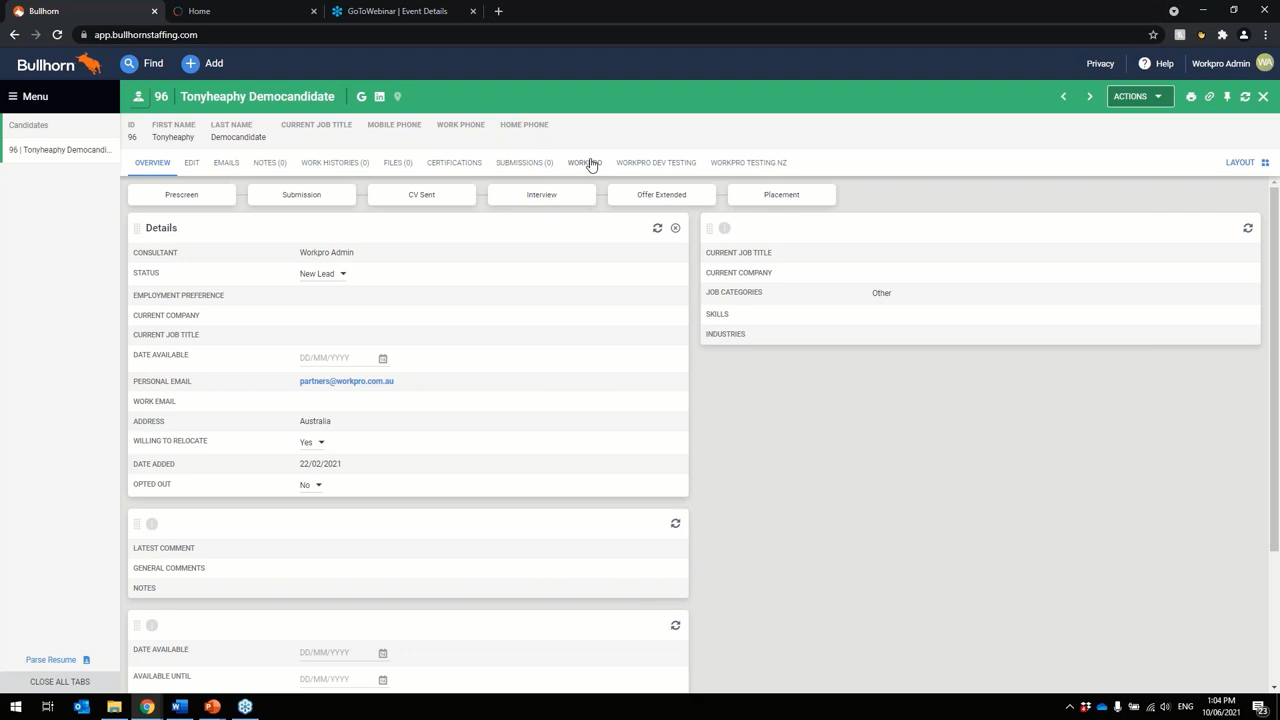 Bullhorn
Home
GoToWebinar | Event Details
app.bullhornstaffing.com
Bullhorn
Find
Add
Privacy
Help
Workpro Admin
WA
Menu
96 | Tonyheaphy Democandidate
ACTIONS
Candidates
96 | Tonyheaphy Democandi...
ID FIRST NAME LAST NAME CURRENT JOB TITLE MOBILE PHONE WORK PHONE HOME PHONE
96 Tonyheaphy Democandidate
OVERVIEW EDIT EMAILS NOTES (0) WORK HISTORIES (0) FILES (0) CERTIFICATIONS SUBMISSIONS (0) WORKPRO WORKPRO DEV TESTING WORKPRO TESTING NZ LAYOUT
Prescreen Submission CV Sent Interview Offer Extended Placement
Details
CONSULTANT Workpro Admin
STATUS New Lead
EMPLOYMENT PREFERENCE
CURRENT COMPANY
CURRENT JOB TITLE
DATE AVAILABLE DD/MM/YYYY
PERSONAL EMAIL partners@workpro.com.au
WORK EMAIL
ADDRESS Australia
WILLING TO RELOCATE Yes
DATE ADDED 22/02/2021
OPTED OUT No
CURRENT JOB TITLE
CURRENT COMPANY
JOB CATEGORIES Other
SKILLS
INDUSTRIES
LATEST COMMENT
GENERAL COMMENTS
NOTES
DATE AVAILABLE DD/MM/YYYY
AVAILABLE UNTIL DD/MM/YYYY
Parse Resume
CLOSE ALL TABS
ENG
1:04 PM
10/06/2021
23